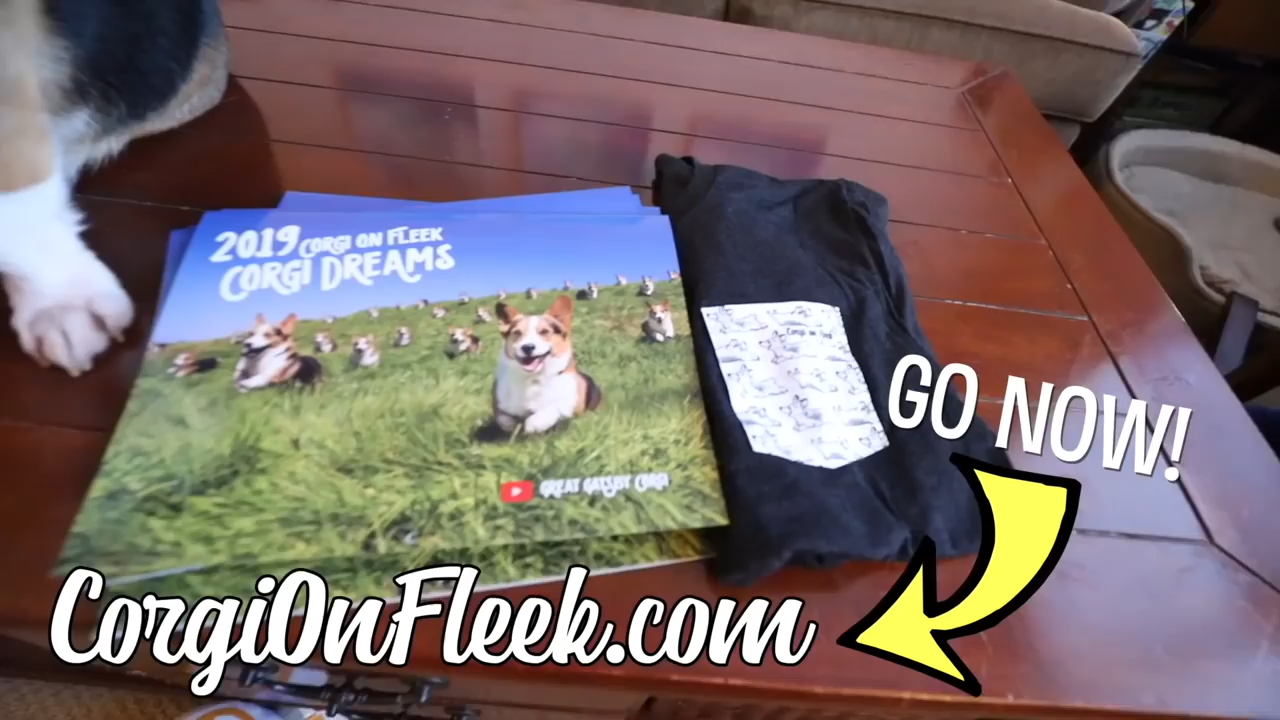 2019 CORGI ON FLEEK
CORGI DREAMS
GREAT GATSBY CORGI
GO NOW!
CorgiOnFleek.com